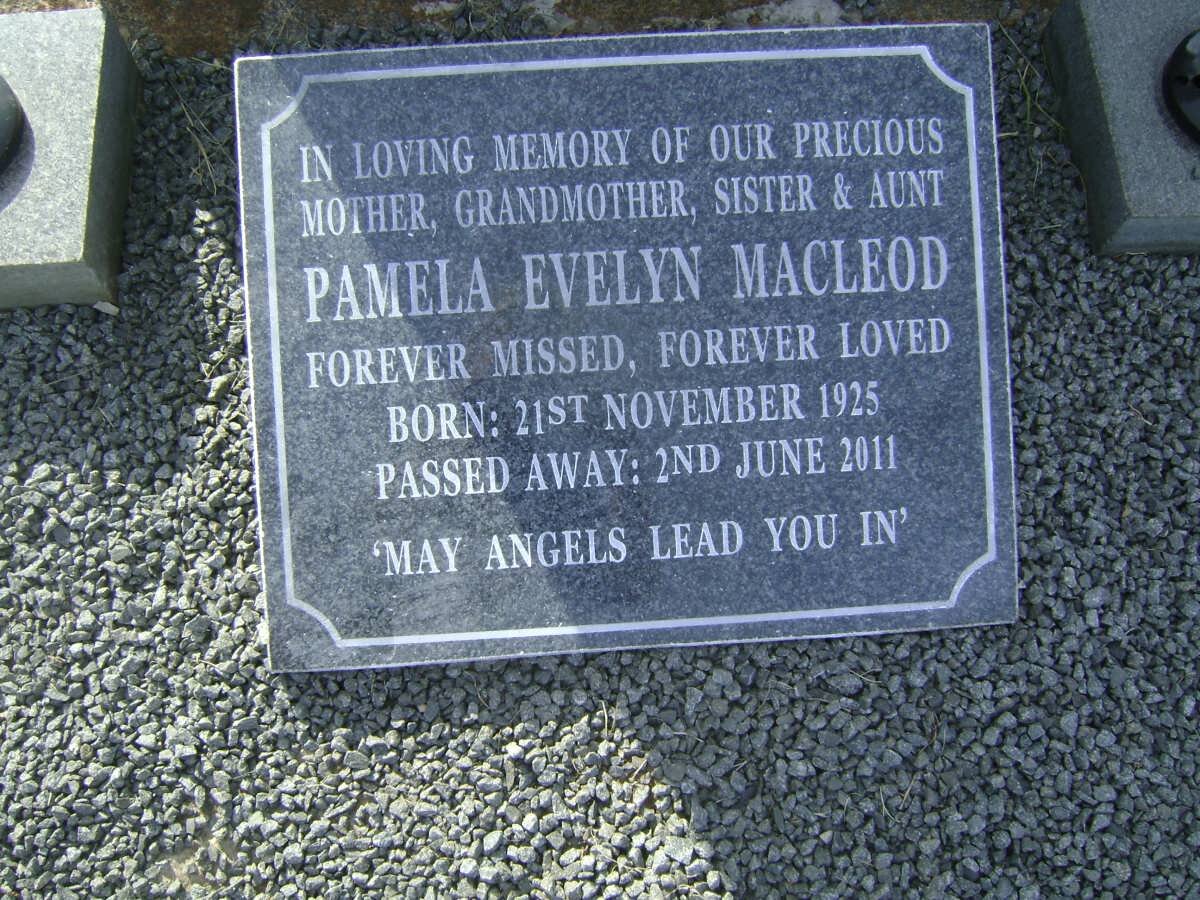 IN LOVING MEMORY OF OUR PRECIOUS
MOTHER, GRANDMOTHER, SISTER & AUNT
PAMELA EVELYN MACLEOD
FOREVER MISSED, FOREVER LOVED
BORN: 21ST NOVEMBER 1925
PASSED AWAY: 2ND JUNE 2011
‘MAY ANGELS LEAD YOU IN’